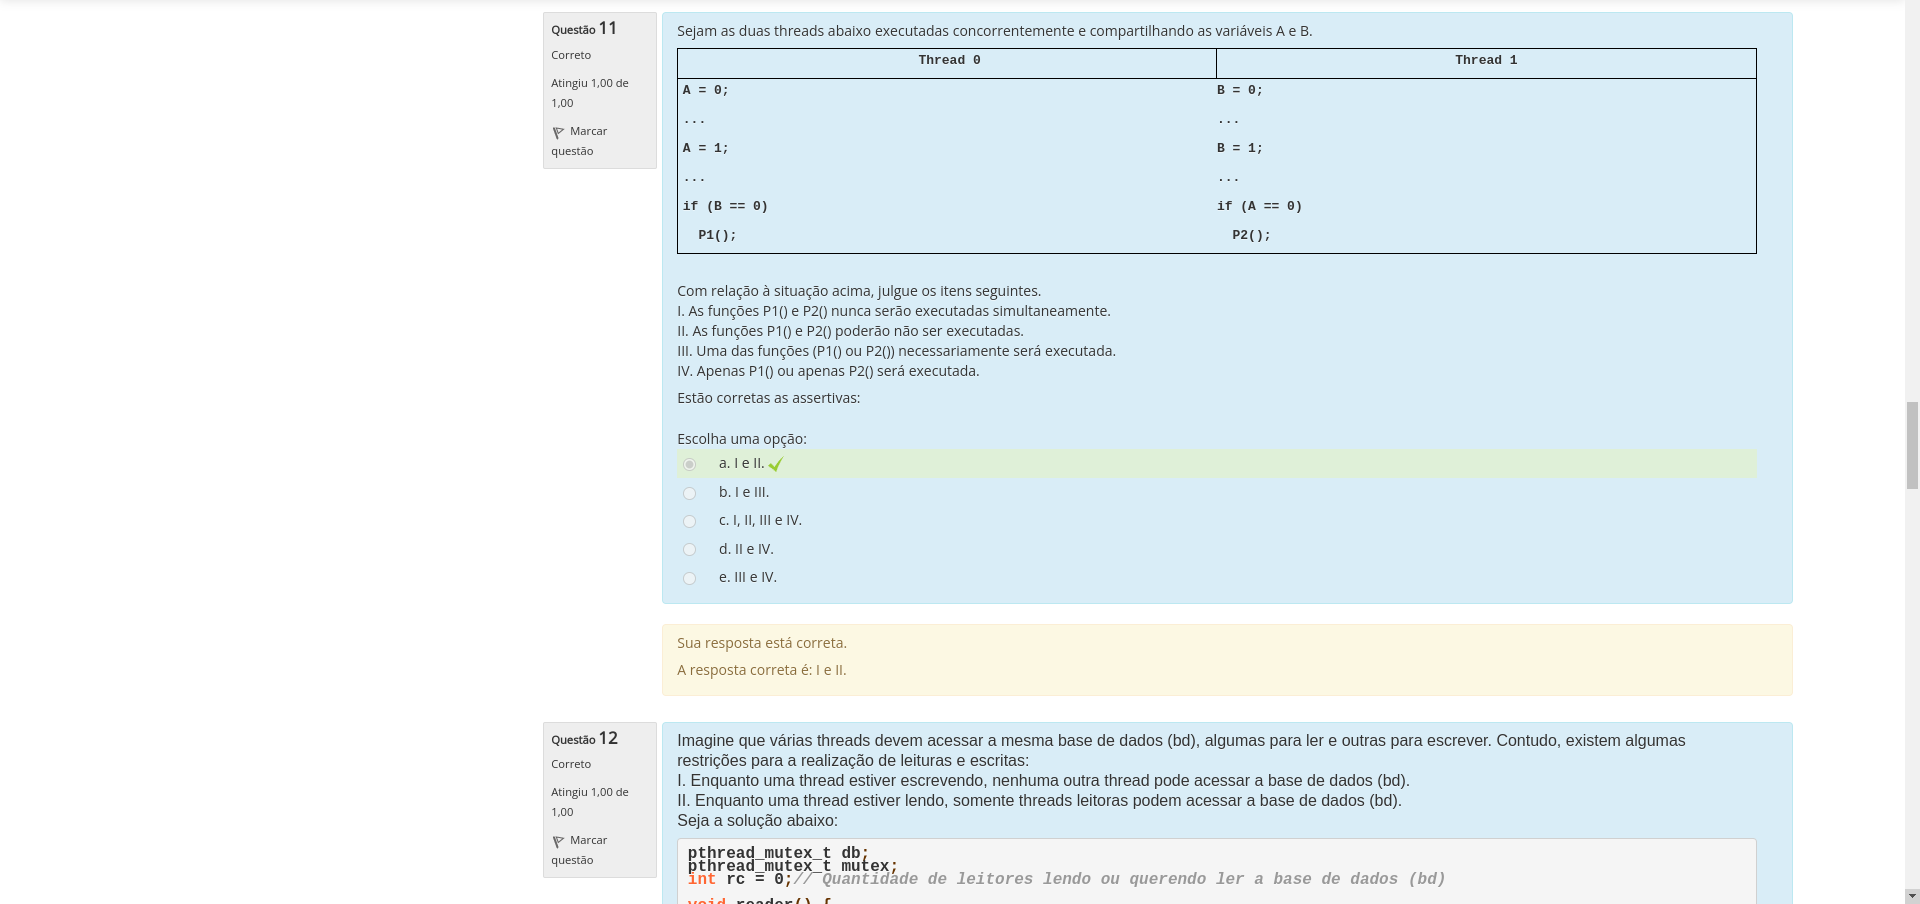 Questão 11
Correto
Atingiu 1,00 de
1,00
Marcar
questão
Sejam as duas threads abaixo executadas concorrentemente e compartilhando as variáveis A e B.
Thread 0 Thread 1
A = 0; B = 0;
... ...
A = 1; B = 1;
... ...
if (B == 0) if (A == 0)
P1(); P2();
Com relação à situação acima, julgue os itens seguintes.
I. As funções P1() e P2() nunca serão executadas simultaneamente.
II. As funções P1() e P2() poderão não ser executadas.
III. Uma das funções (P1() ou P2()) necessariamente será executada.
IV. Apenas P1() ou apenas P2() será executada.
Estão corretas as assertivas:
Escolha uma opção:
a. I e II.
b. I e III.
c. I, II, III e IV.
d. II e IV.
e. III e IV.
Sua resposta está correta.
A resposta correta é: I e II.
Questão 12
Correto
Atingiu 1,00 de
1,00
Marcar
questão
Imagine que várias threads devem acessar a mesma base de dados (bd), algumas para ler e outras para escrever. Contudo, existem algumas
restrições para a realização de leituras e escritas:
I. Enquanto uma thread estiver escrevendo, nenhuma outra thread pode acessar a base de dados (bd).
II. Enquanto uma thread estiver lendo, somente threads leitoras podem acessar a base de dados (bd).
Seja a solução abaixo:
pthread_mutex_t db;
pthread_mutex_t mutex;
int rc = 0;// Quantidade de leitores lendo ou querendo ler a base de dados (bd)
void reader() {